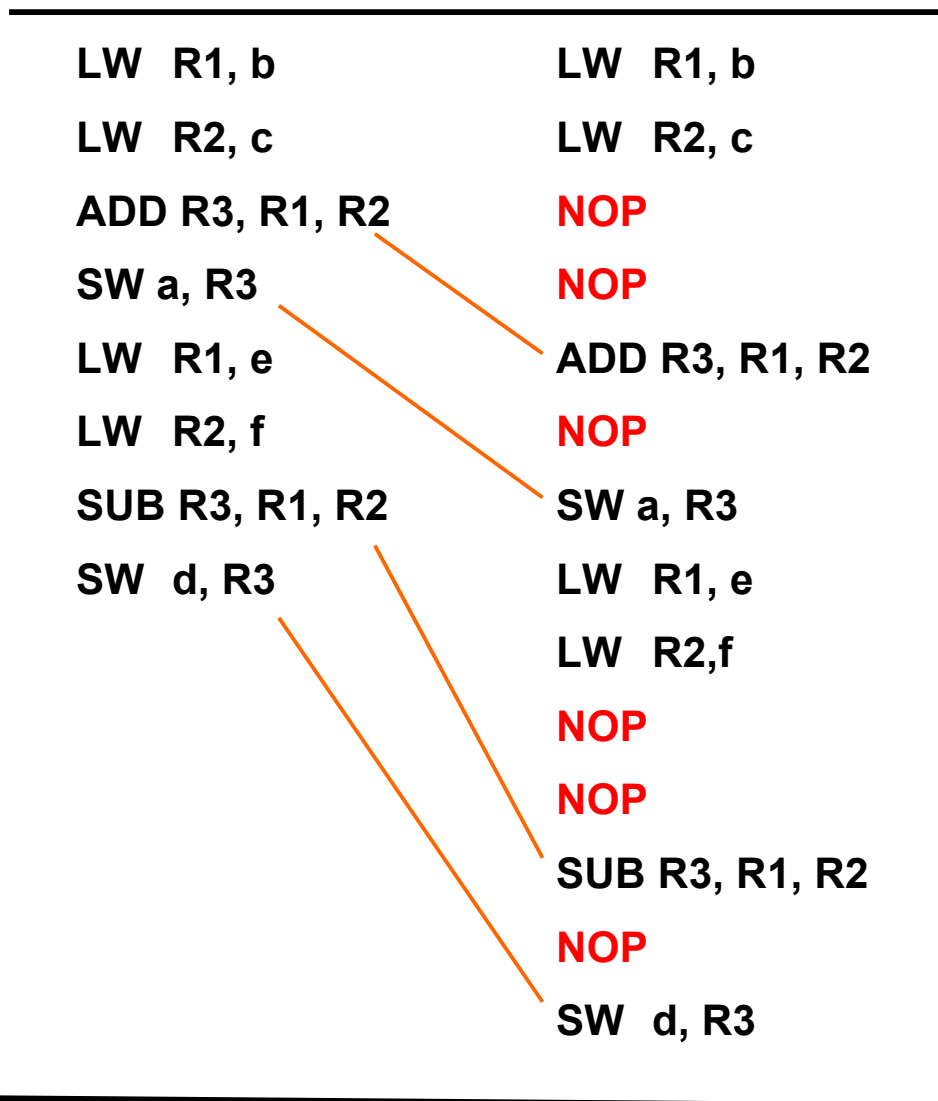 LW R1, b
LW R2, c
ADD R3, R1, R2
SW a, R3
LW R1, e
LW R2, f
SUB R3, R1, R2
SW d, R3
LW R1, b
LW R2, c
NOP
NOP
ADD R3, R1, R2
NOP
SW a, R3
LW R1, e
LW R2,f
NOP
NOP
SUB R3, R1, R2
NOP
SW d, R3